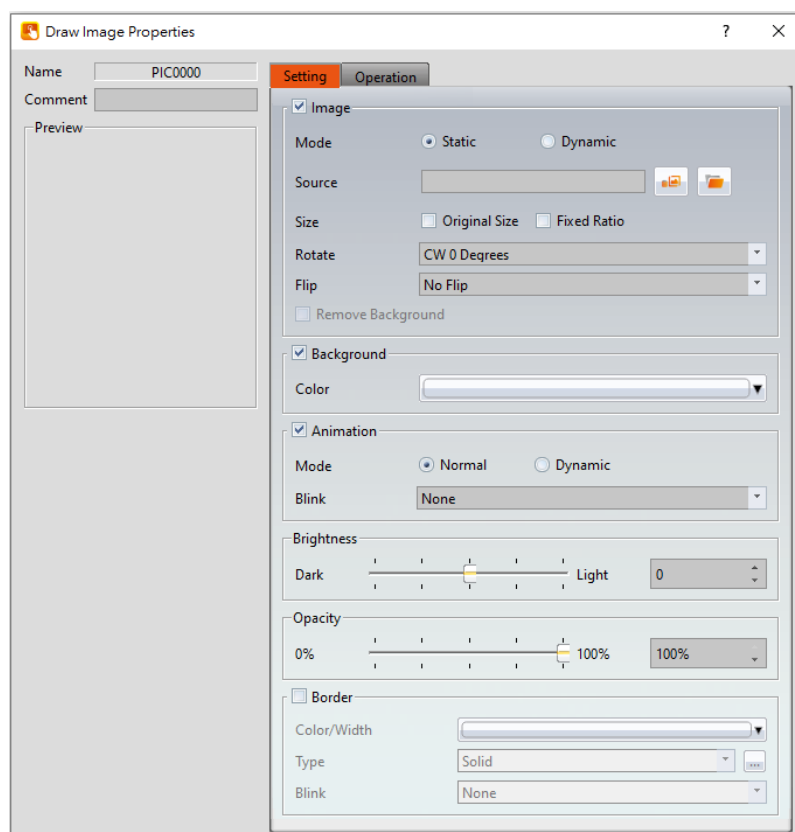 Draw Image Properties ? ✕
Name PIC0000
Comment
Preview
Setting Operation
Image
Mode Static Dynamic
Source
Size Original Size Fixed Ratio
Rotate CW 0 Degrees
Flip No Flip
Remove Background
Background
Color
Animation
Mode Normal Dynamic
Blink None
Brightness
Dark Light 0
Opacity
0% 100% 100%
Border
Color/Width
Type Solid ...
Blink None